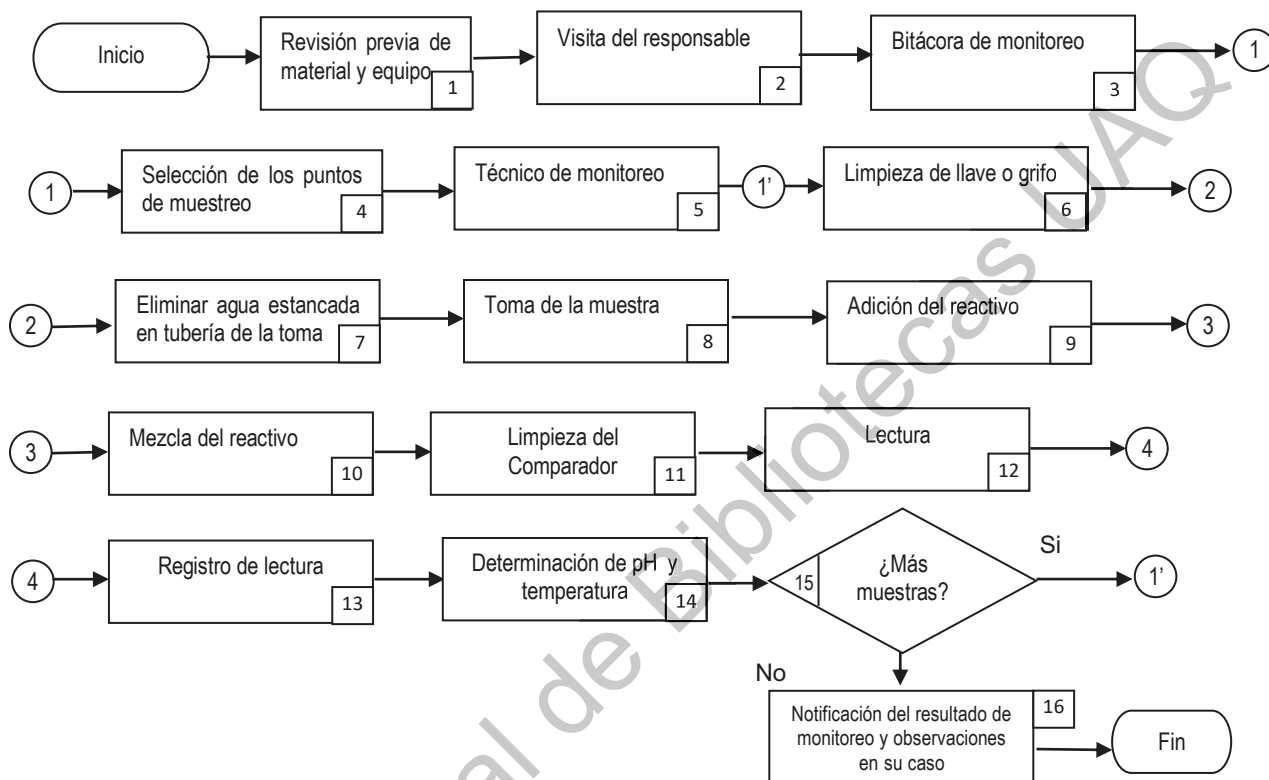 Inicio
Revisión previa de
material y equipo
1
Visita del responsable
2
Bitácora de monitoreo
3
1
1
Selección de los puntos
de muestreo
4
Técnico de monitoreo
5
1'
Limpieza de llave o grifo
6
2
2
Eliminar agua estancada
en tubería de la toma
7
Toma de la muestra
8
Adición del reactivo
9
3
3
Mezcla del reactivo
10
Limpieza del
Comparador
11
Lectura
12
4
4
Registro de lectura
13
Determinación de pH y
temperatura
14
15
¿Más
muestras?
Si
1'
No
Notificación del resultado de
monitoreo y observaciones
en su caso
16
Fin
al de Bibliotecas UAQ